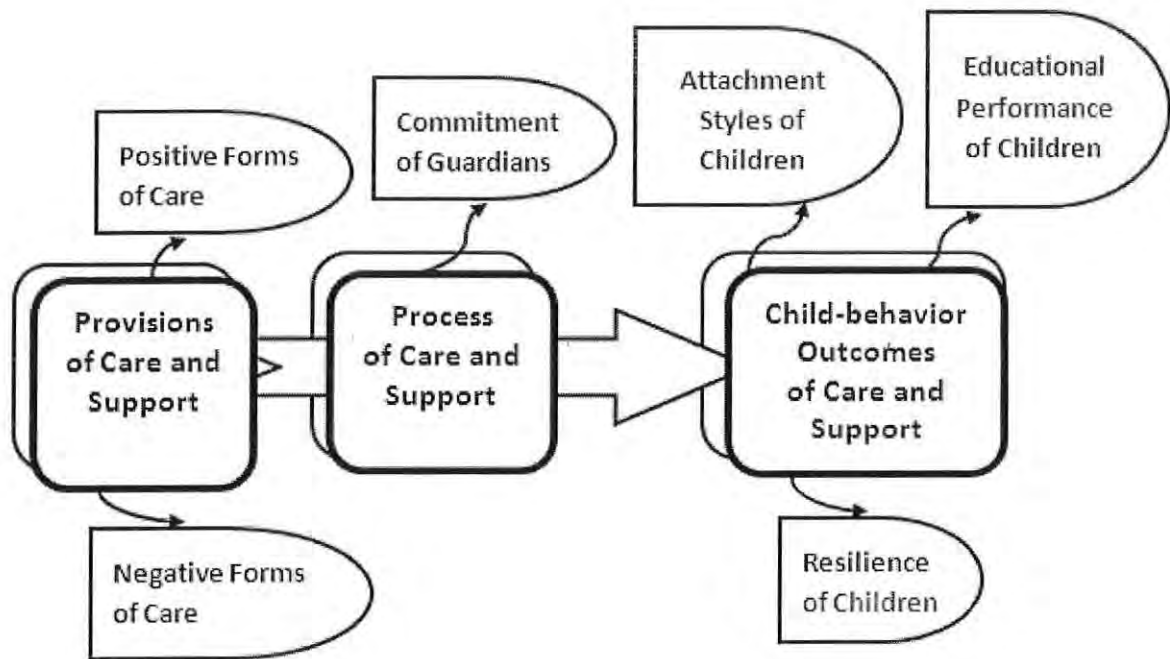 Positive Forms
of Care
Commitment
of Guardians
Attachment
Styles of
Children
Educational
Performance
of Children
Provisions
of Care and
Support
Process
of Care and
Support
Child-behavior
Outcomes
of Care and
Support
Negative Forms
of Care
Resilience
of Children